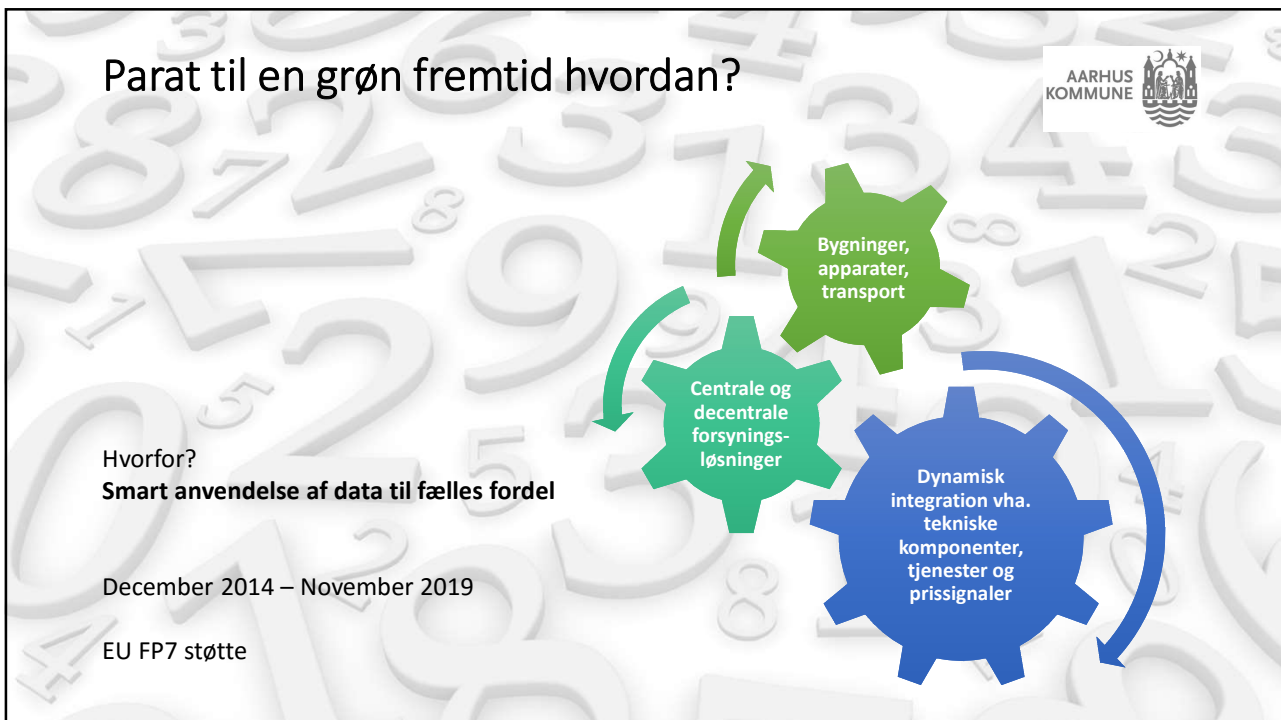 Parat til en grøn fremtid hvordan?
AARHUS
KOMMUNE
Bygninger,
apparater,
transport
Centrale og
decentrale
forsynings-
løsninger
Dynamisk
integration vha.
tekniske
komponenter,
tjenester og
prissignaler
Hvorfor?
Smart anvendelse af data til fælles fordel
December 2014 – November 2019
EU FP7 støtte